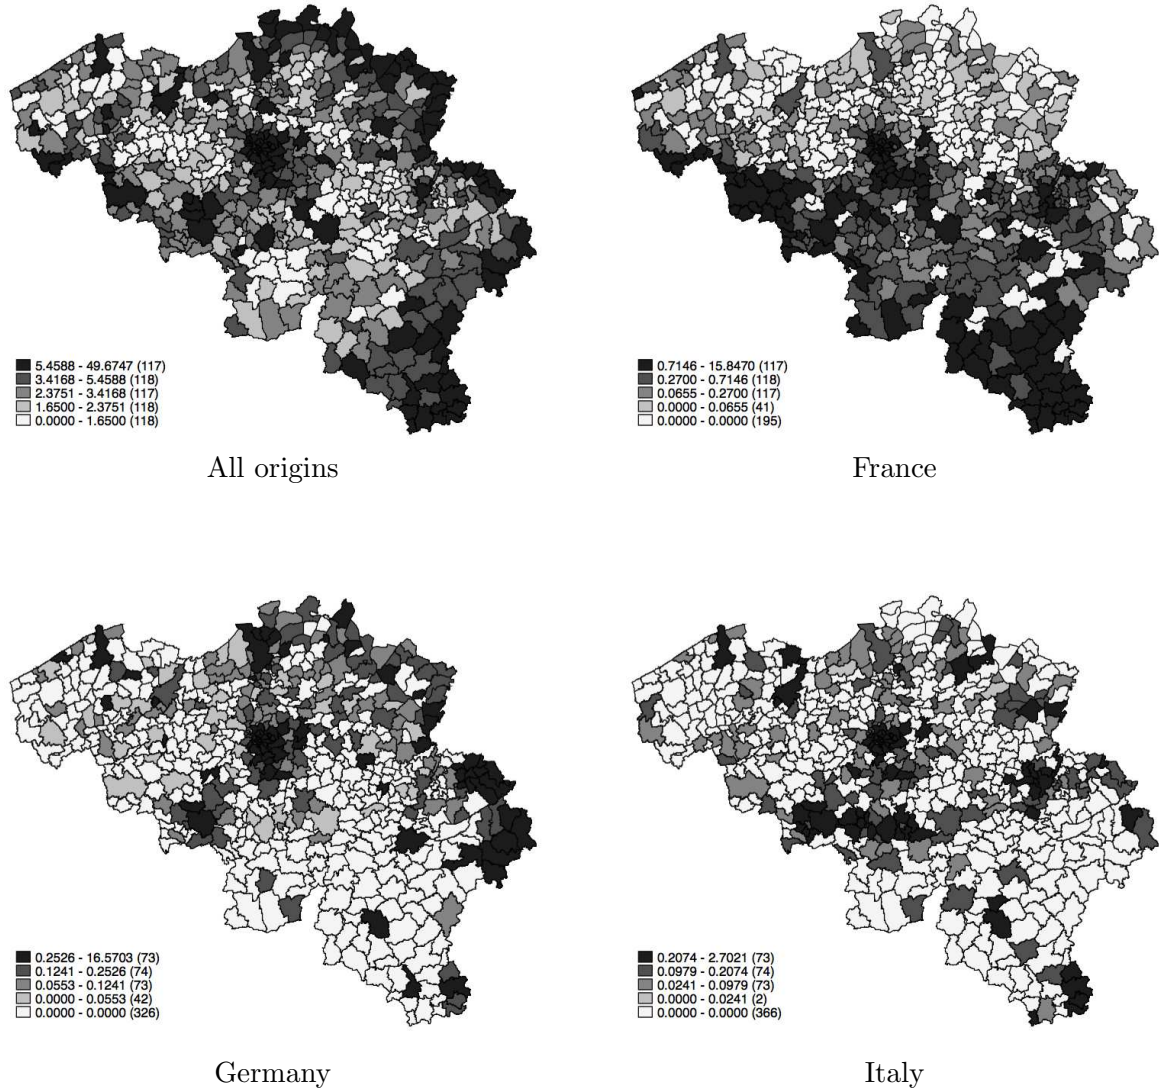 5.4588 - 49.6747 (117)
3.4168 - 5.4588 (118)
2.3751 - 3.4168 (117)
1.6500 - 2.3751 (118)
0.0000 - 1.6500 (118)
All origins
0.7146 - 15.8470 (117)
0.2700 - 0.7146 (118)
0.0655 - 0.2700 (117)
0.0000 - 0.0655 (41)
0.0000 - 0.0000 (195)
France
0.2526 - 16.5703 (73)
0.1241 - 0.2526 (74)
0.0553 - 0.1241 (73)
0.0000 - 0.0553 (42)
0.0000 - 0.0000 (326)
Germany
0.2074 - 2.7021 (73)
0.0979 - 0.2074 (74)
0.0241 - 0.0979 (73)
0.0000 - 0.0241 (2)
0.0000 - 0.0000 (366)
Italy